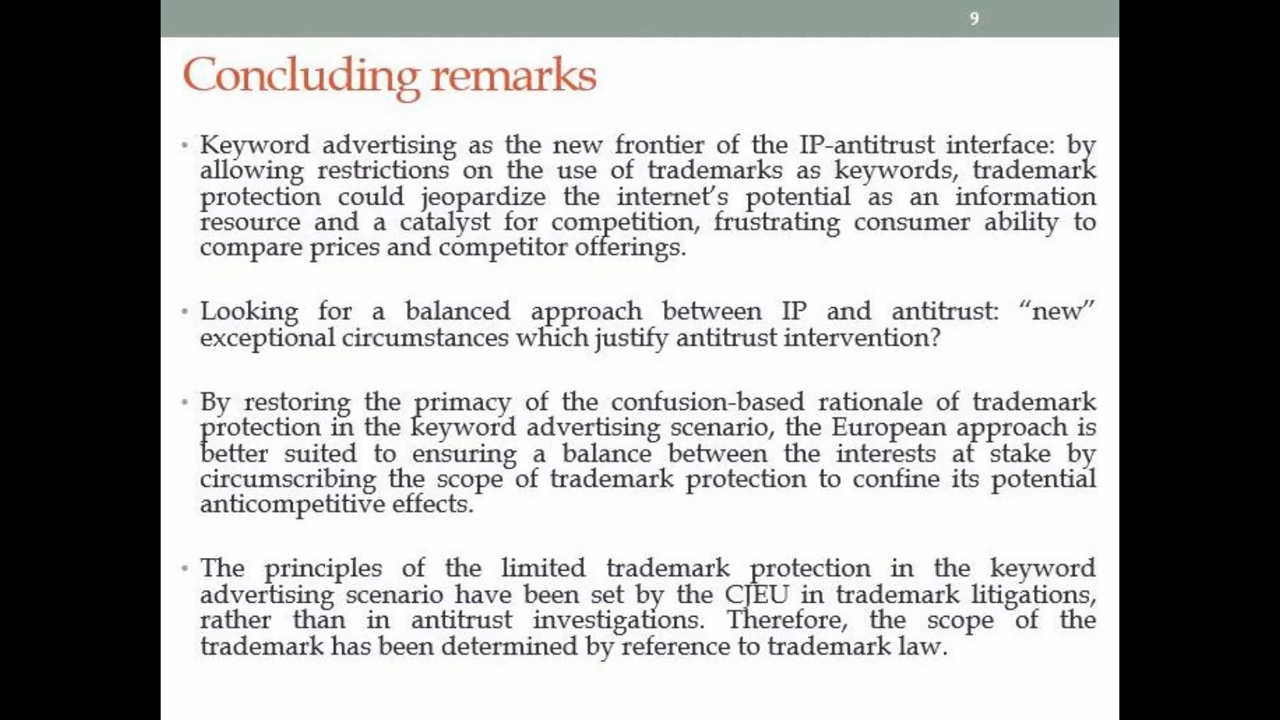 9
Concluding remarks
• Keyword advertising as the new frontier of the IP-antitrust interface: by
allowing restrictions on the use of trademarks as keywords, trademark
protection could jeopardize the internet’s potential as an information
resource and a catalyst for competition, frustrating consumer ability to
compare prices and competitor offerings.
• Looking for a balanced approach between IP and antitrust: “new”
exceptional circumstances which justify antitrust intervention?
• By restoring the primacy of the confusion-based rationale of trademark
protection in the keyword advertising scenario, the European approach is
better suited to ensuring a balance between the interests at stake by
circumscribing the scope of trademark protection to confine its potential
anticompetitive effects.
• The principles of the limited trademark protection in the keyword
advertising scenario have been set by the CJEU in trademark litigations,
rather than in antitrust investigations. Therefore, the scope of the
trademark has been determined by reference to trademark law.